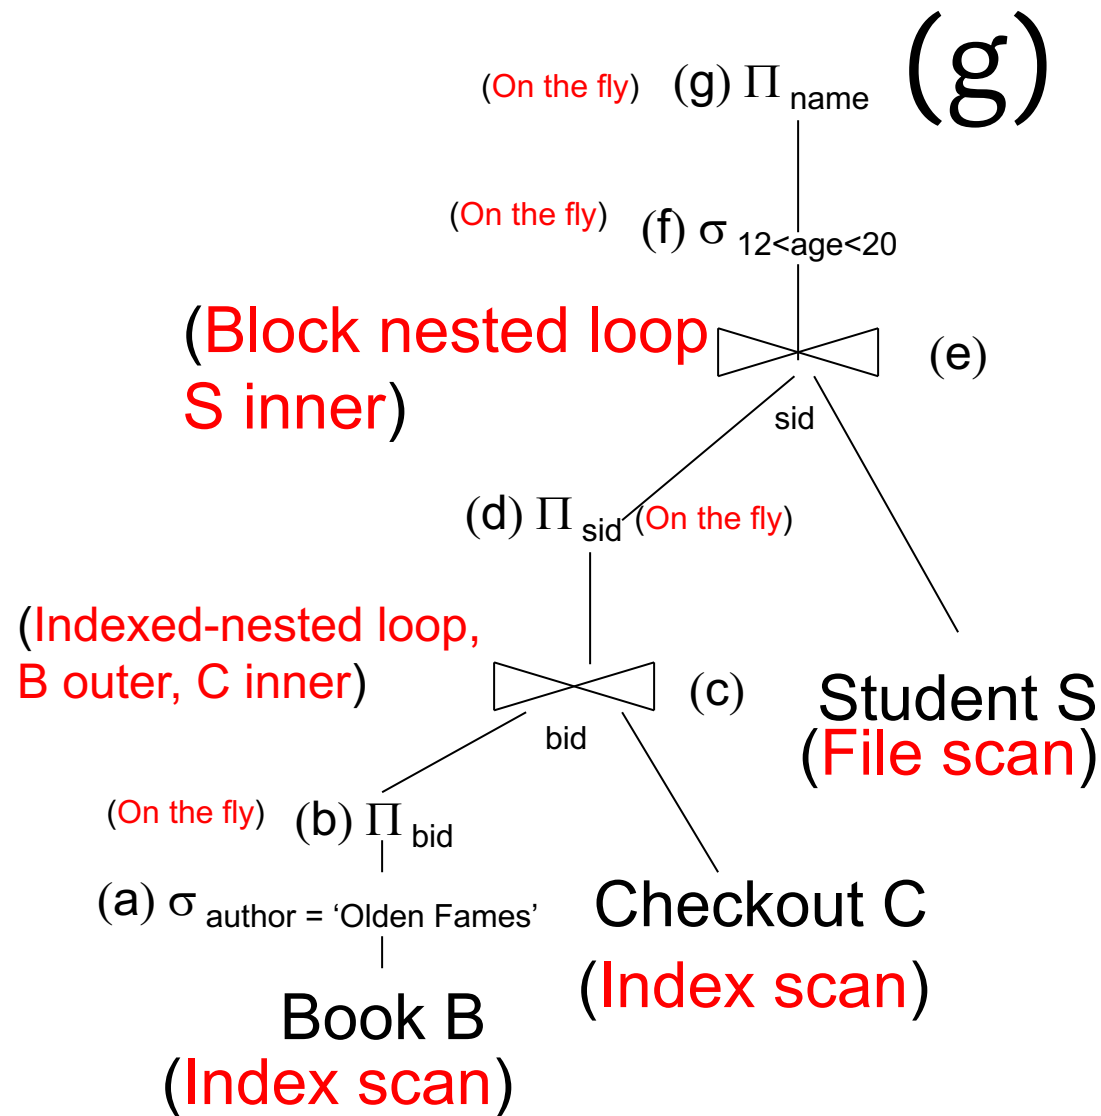 (g)
(On the fly) (g) Π name
(On the fly) (f) σ 12<age<20
(Block nested loop
S inner)
(e)
sid
(d) Π sid (On the fly)
(Indexed-nested loop,
B outer, C inner)
(c)
bid
Student S
(File scan)
(On the fly) (b) Π bid
(a) σ author = ‘Olden Fames’
Checkout C
(Index scan)
Book B
(Index scan)